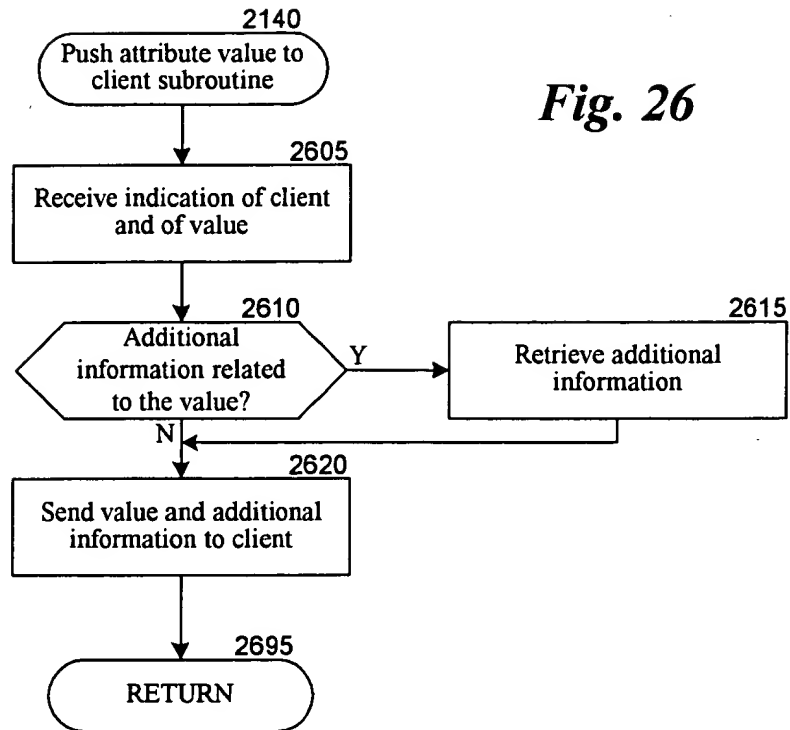 2140
Push attribute value to
client subroutine
Fig. 26
2605
Receive indication of client
and of value
2610
Additional
information related
to the value?
Y
2615
Retrieve additional
information
N
2620
Send value and additional
information to client
2695
RETURN